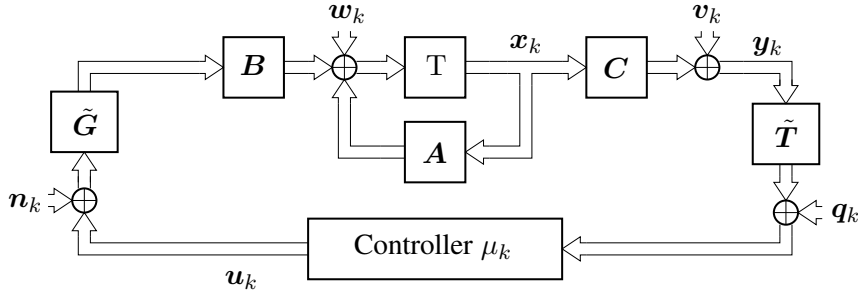 w_k
v_k
x_k
y_k
B
T
C
G̃
A
T̃
n_k
q_k
Controller μ_k
u_k